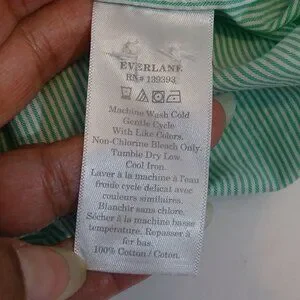 EVERLANE
RN# 139393
Machine Wash Cold
Gentle Cycle
With Like Colors.
Non-Chlorine Bleach Only.
Tumble Dry Low.
Cool Iron.
Laver à la machine à l'eau
fruide cycle delicat avec
couleurs similaires.
Blanchir sans chlore.
Sécher à la machine basse
température. Repasser à
fer bas.
100% Cotton / Coton.